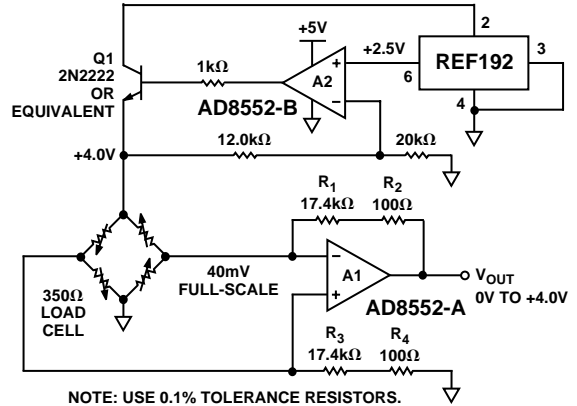 Q1
2N2222
OR
EQUIVALENT
1kΩ
+5V
A2
+
−
AD8552-B
+2.5V
6
2
3
4
REF192
+4.0V
12.0kΩ
20kΩ
R1
17.4kΩ
R2
100Ω
350Ω
LOAD
CELL
40mV
FULL-SCALE
−
+
A1
AD8552-A
VOUT
0V TO +4.0V
R3
17.4kΩ
R4
100Ω
NOTE: USE 0.1% TOLERANCE RESISTORS.